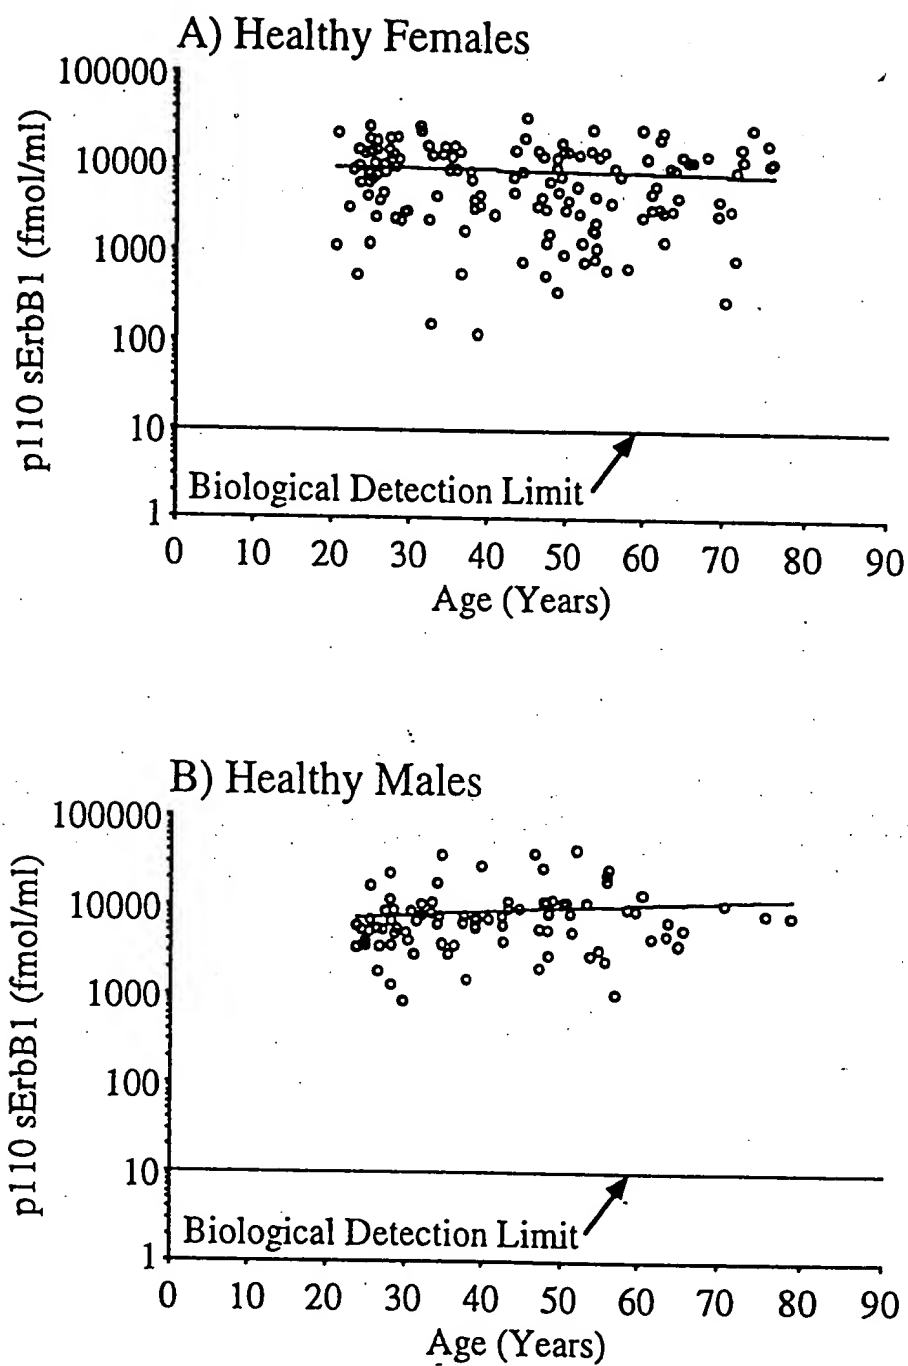 A) Healthy Females
p110 sErbB1 (fmol/ml)
100000
10000
1000
100
10
1
Biological Detection Limit
0 10 20 30 40 50 60 70 80 90
Age (Years)
B) Healthy Males
p110 sErbB1 (fmol/ml)
100000
10000
1000
100
10
1
Biological Detection Limit
0 10 20 30 40 50 60 70 80 90
Age (Years)